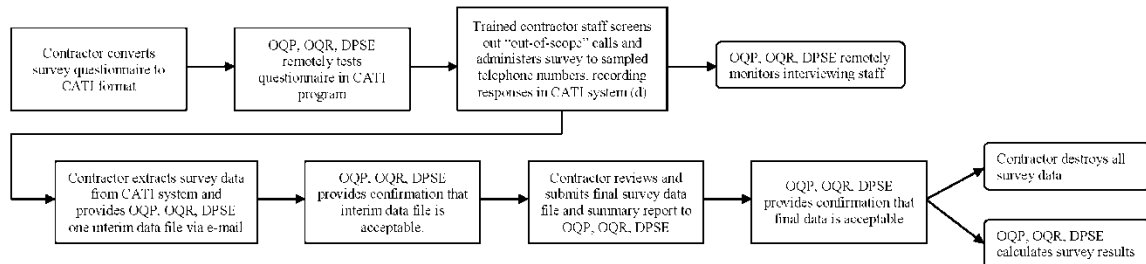 Contractor converts
survey questionnaire to
CATI format
OQP, OQR, DPSE
remotely tests
questionnaire in CATI
program
Trained contractor staff screens
out “out-of-scope” calls and
administers survey to sampled
telephone numbers, recording
responses in CATI system (d)
OQP, OQR, DPSE remotely
monitors interviewing staff
Contractor extracts survey data
from CATI system and
provides OQP, OQR, DPSE
one interim data file via e-mail
OQP, OQR, DPSE
provides confirmation that
interim data file is
acceptable.
Contractor reviews and
submits final survey data
file and summary report to
OQP, OQR, DPSE
OQP, OQR, DPSE
provides confirmation that
final data is acceptable
Contractor destroys all
survey data
OQP, OQR, DPSE
calculates survey results